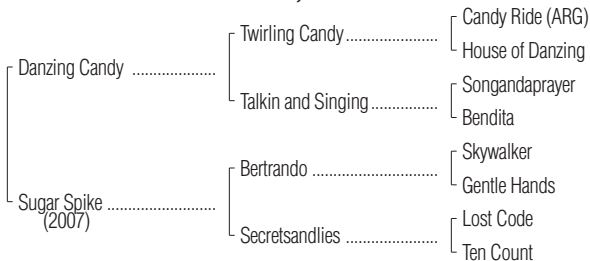 Candy Ride (ARG)
Twirling Candy.....................
House of Danzing
Danzing Candy ...................
Songandaprayer
Talkin and Singing...............
Bendita
Skywalker
Bertrando ............................
Gentle Hands
Sugar Spike .........................
(2007)
Lost Code
Secretsandlies .....................
Ten Count